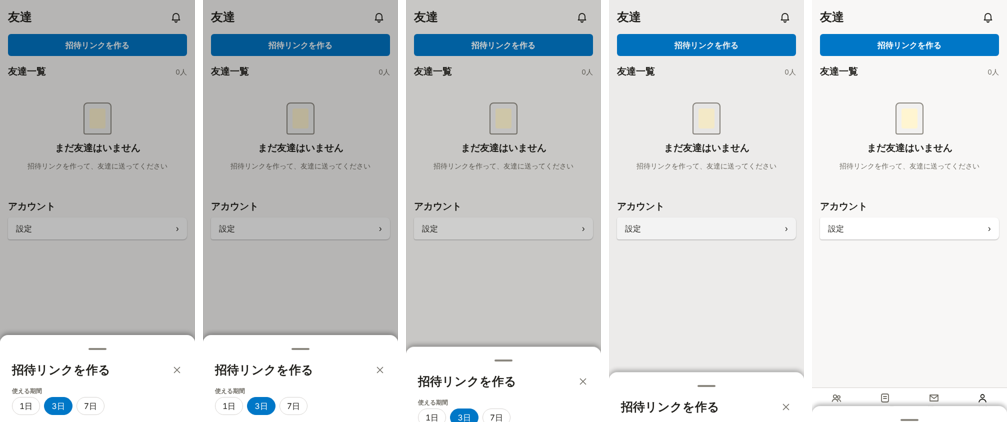 友達
招待リンクを作る
友達一覧 0人
まだ友達はいません
招待リンクを作って、友達に送ってください
アカウント
設定
招待リンクを作る
使える期間
1日 3日 7日
友達
招待リンクを作る
友達一覧 0人
まだ友達はいません
招待リンクを作って、友達に送ってください
アカウント
設定
招待リンクを作る
使える期間
1日 3日 7日
友達
招待リンクを作る
友達一覧 0人
まだ友達はいません
招待リンクを作って、友達に送ってください
アカウント
設定
招待リンクを作る
使える期間
1日 3日 7日
友達
招待リンクを作る
友達一覧 0人
まだ友達はいません
招待リンクを作って、友達に送ってください
アカウント
設定
招待リンクを作る
友達
招待リンクを作る
友達一覧 0人
まだ友達はいません
招待リンクを作って、友達に送ってください
アカウント
設定